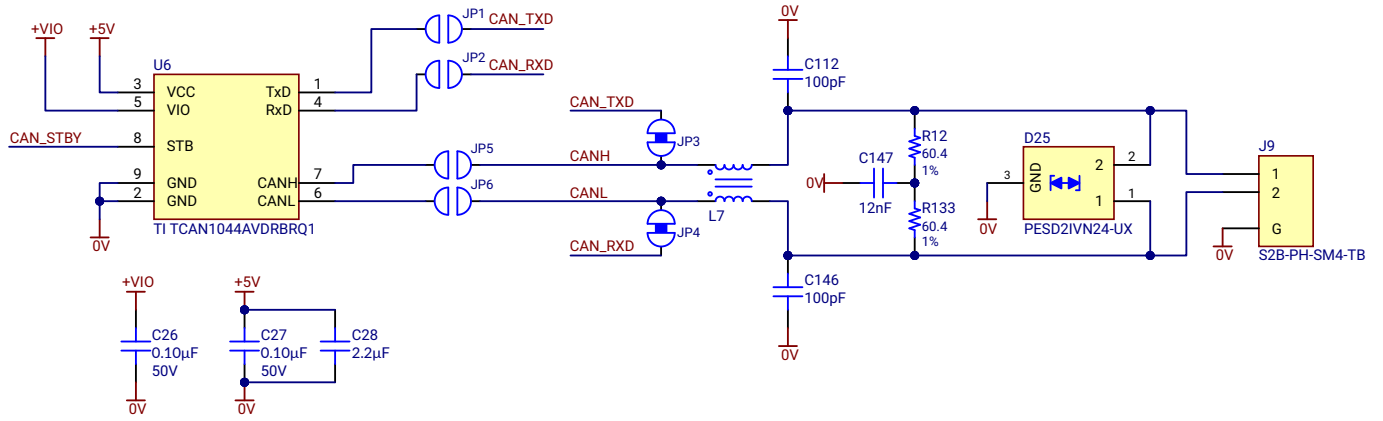 +VIO
+5V
U6
3 VCC
5 VIO
CAN_STBY
8 STB
9 GND
2 GND
0V
TxD 1
RxD 4
CANH 7
CANL 6
TI TCAN1044AVDRBRQ1
JP1
CAN_TXD
JP2
CAN_RXD
JP5
JP6
CAN_TXD
JP3
CANH
CANL
JP4
CAN_RXD
L7
0V
C112
100pF
C147
0V
12nF
R12
60.4
1%
R133
60.4
1%
C146
100pF
0V
D25
3 GND
2 2
1 1
0V
PESD2IVN24-UX
J9
1
2
G
0V
S2B-PH-SM4-TB
+VIO
C26
0.10µF
50V
0V
+5V
C27
0.10µF
50V
C28
2.2µF
0V